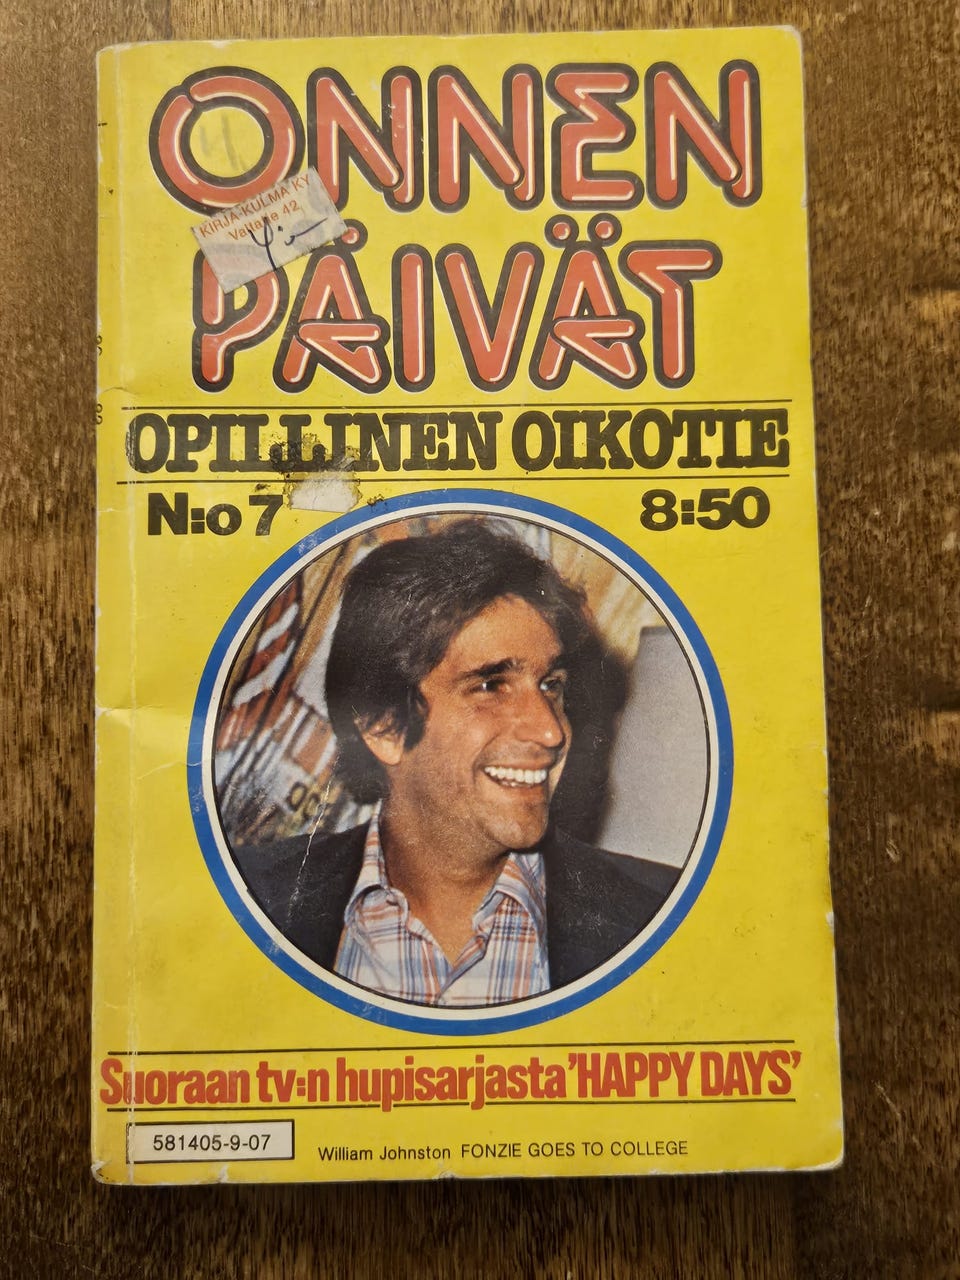 ONNEN
KIRJA-KULMA KY
42
PÄIVÄT
OPILLINEN OIKOTIE
N:o 7
8:50
Suoraan tv:n hupisarjasta 'HAPPY DAYS'
581405-9-07
William Johnston FONZIE GOES TO COLLEGE